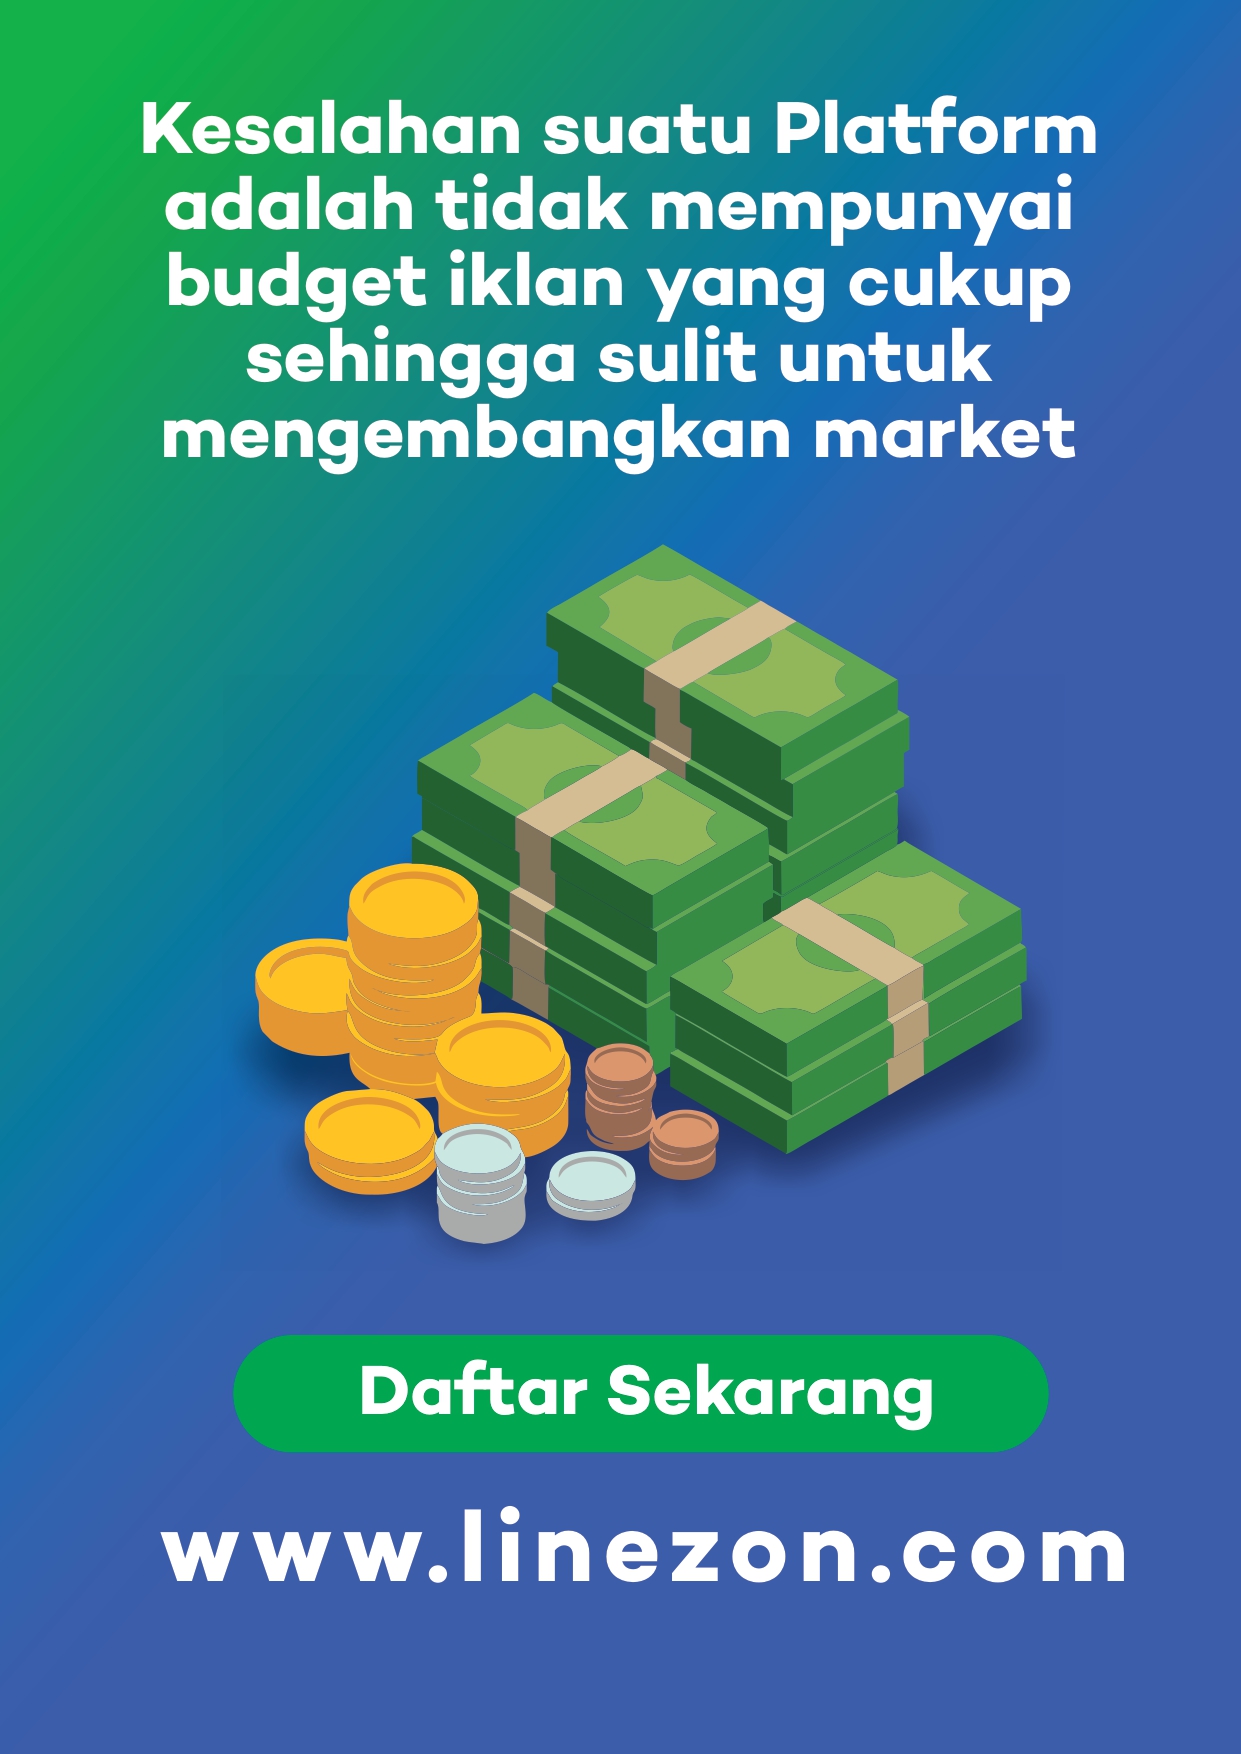 Kesalahan suatu Platform
adalah tidak mempunyai
budget iklan yang cukup
sehingga sulit untuk
mengembangkan market
Daftar Sekarang
www.linezon.com